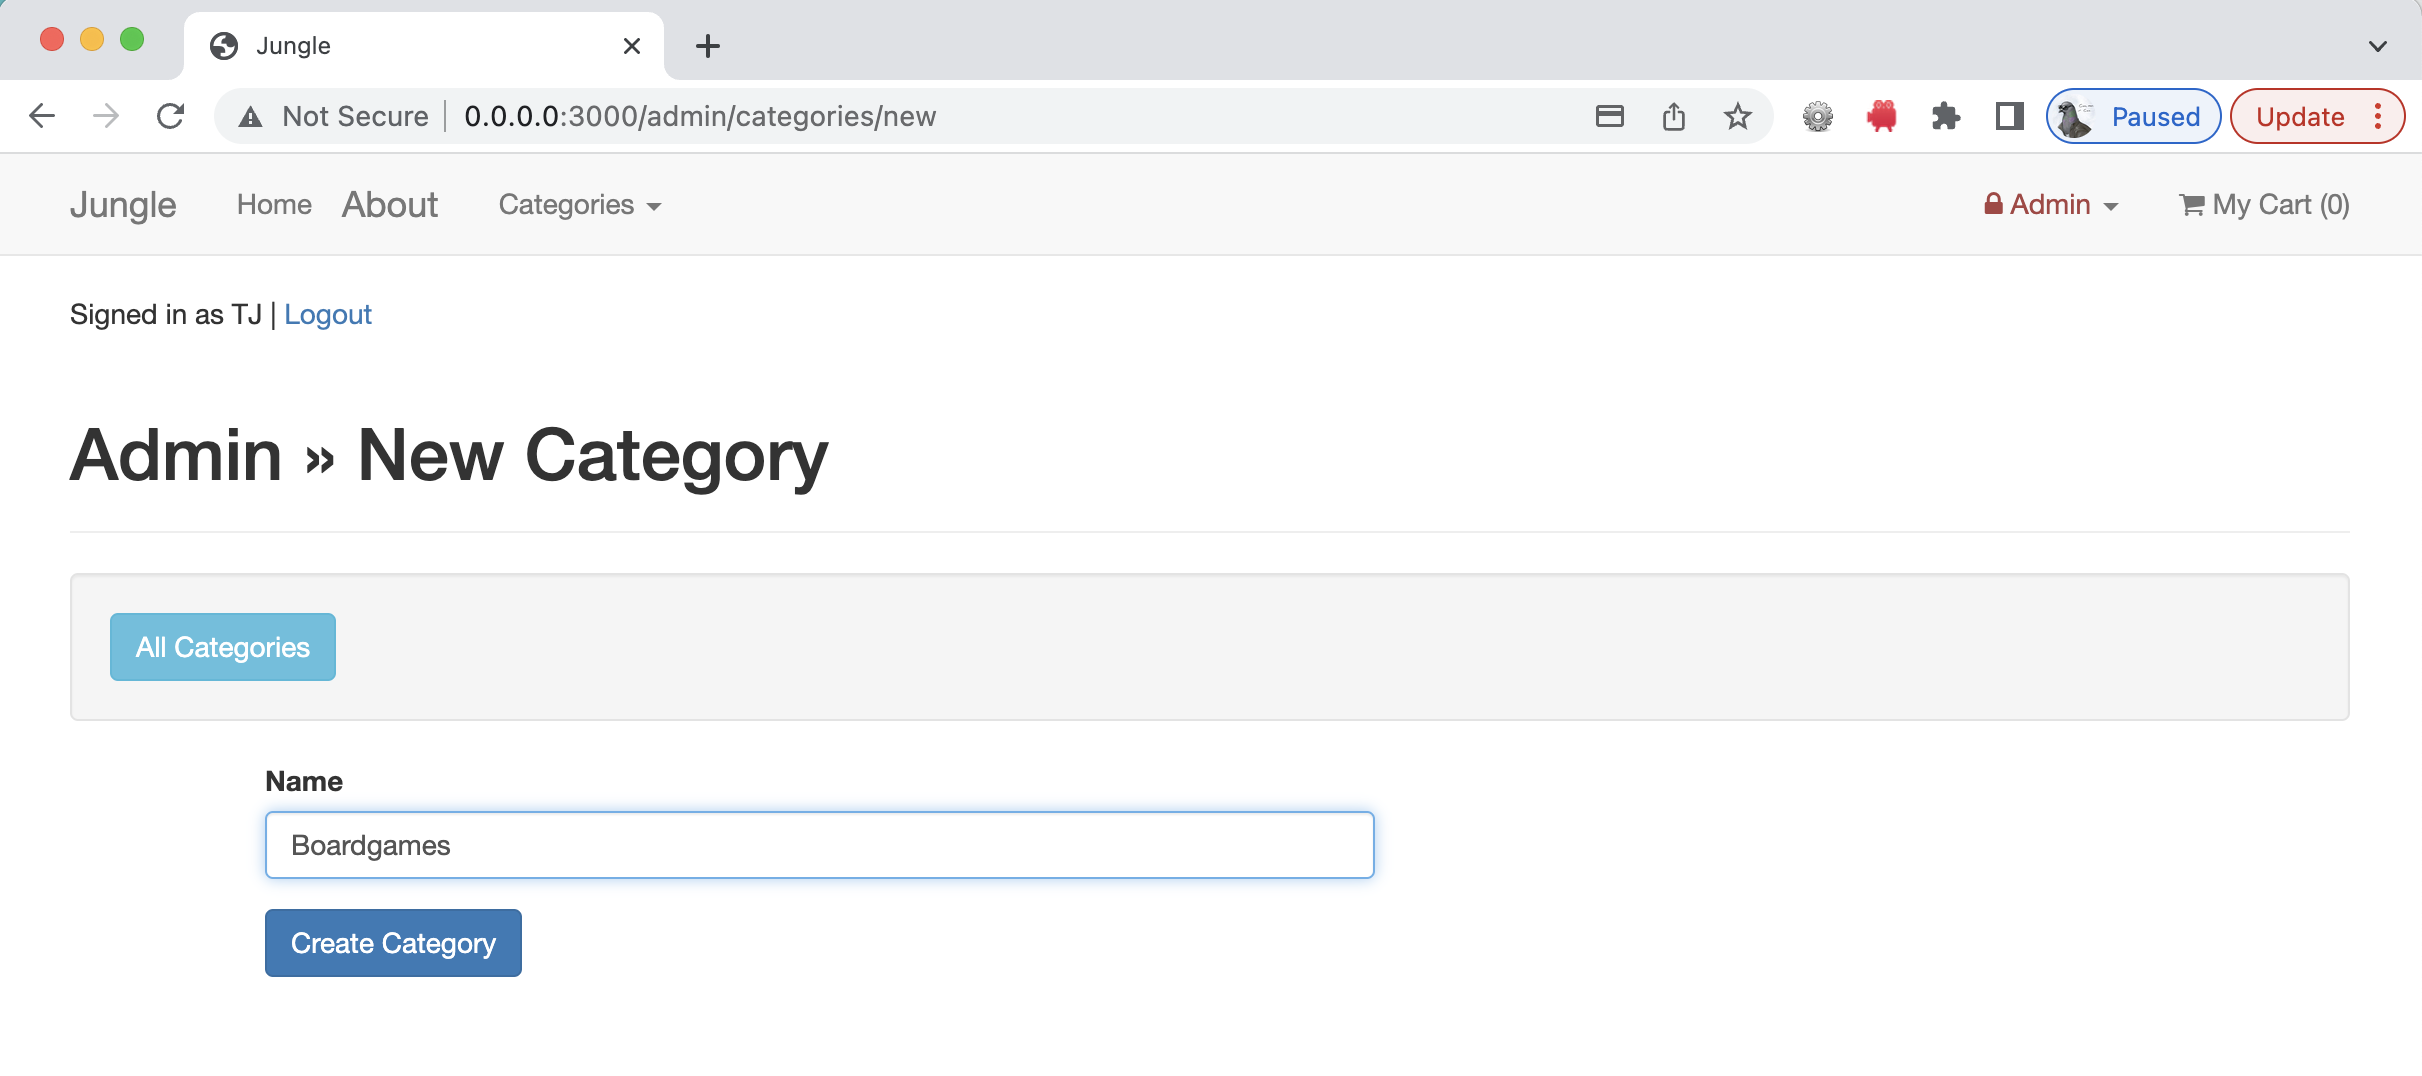 Jungle
Not Secure | 0.0.0.0:3000/admin/categories/new Paused Update
Jungle Home About Categories Admin My Cart (0)
Signed in as TJ | Logout
Admin » New Category
All Categories
Name
Boardgames
Create Category